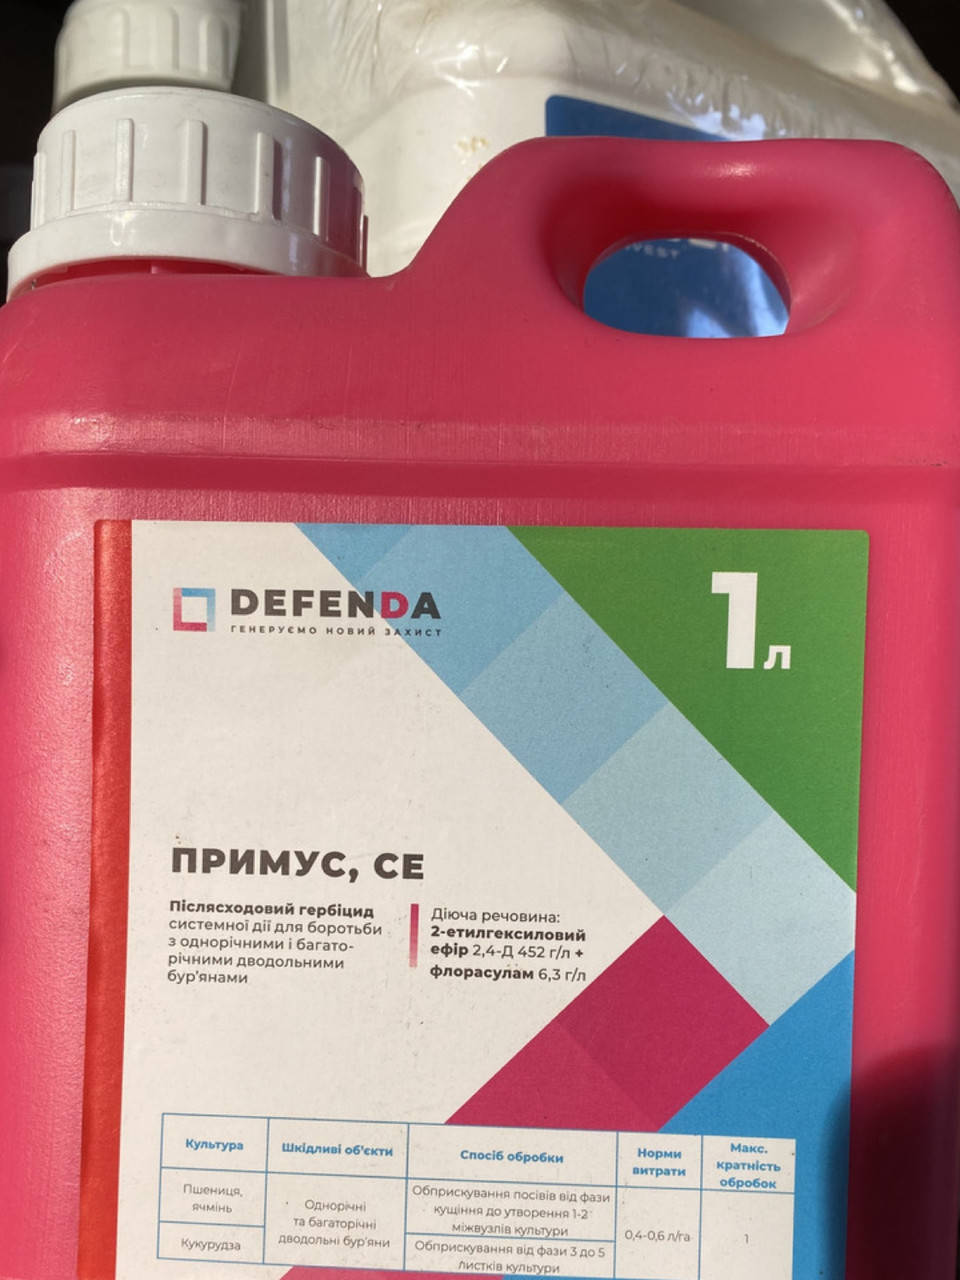 VEST
DEFENDA
ГЕНЕРУЄМО НОВИЙ ЗАХИСТ
1 л
ПРИМУС, СЕ
Післясходовий гербіцид
системної дії для боротьби
з однорічними і багато-
річними дводольними
бур'янами
Діюча речовина:
2-етилгексиловий
ефір 2,4-Д 452 г/л +
флорасулам 6,3 г/л
Культура
Шкідливі об'єкти
Спосіб обробки
Норми
витрати
Макс.
кратність
обробок
Пшениця,
ячмінь
Кукурудза
Однорічні
та багаторічні
дводольні бур'яни
Обприскування посівів від фази
кущіння до утворення 1-2
міжвузлів культури
Обприскування від фази 3 до 5
листків культури
0,4-0,6 л/га
1